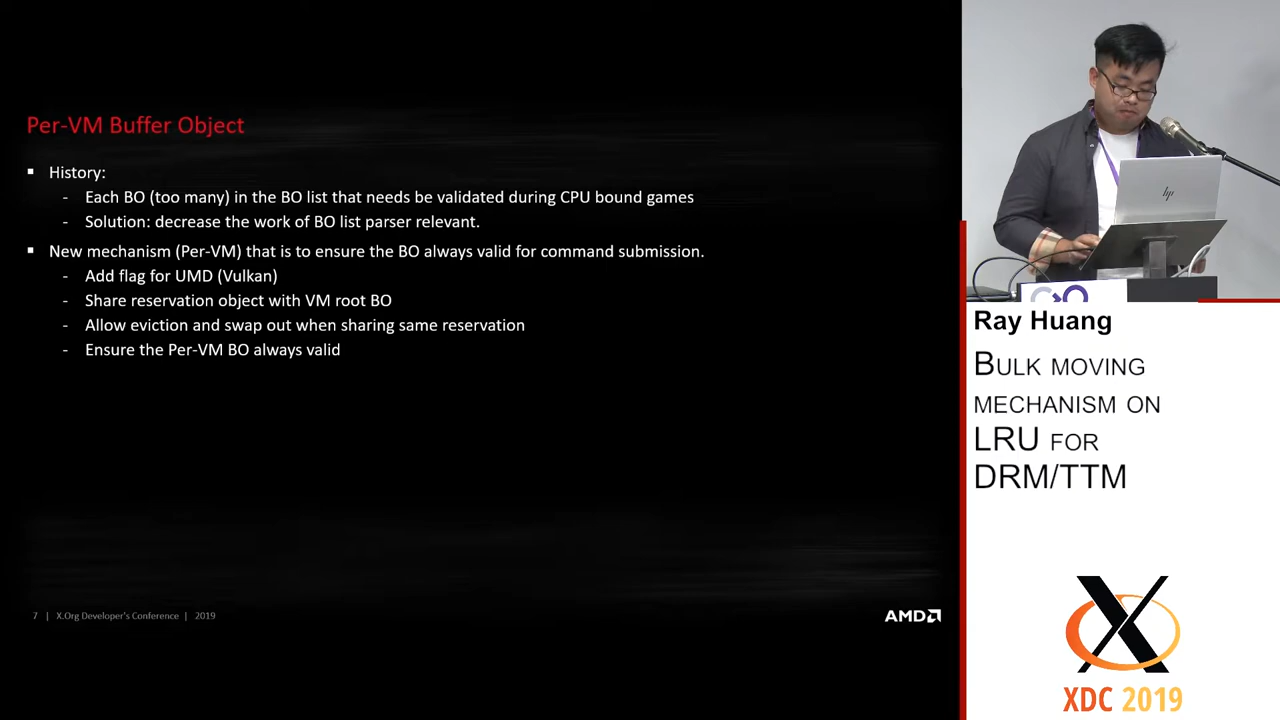 Per-VM Buffer Object
▪ History:
- Each BO (too many) in the BO list that needs be validated during CPU bound games
- Solution: decrease the work of BO list parser relevant.
▪ New mechanism (Per-VM) that is to ensure the BO always valid for command submission.
- Add flag for UMD (Vulkan)
- Share reservation object with VM root BO
- Allow eviction and swap out when sharing same reservation
- Ensure the Per-VM BO always valid
7 | X.Org Developer's Conference | 2019
AMD
hp
Ray Huang
BULK MOVING
MECHANISM ON
LRU FOR
DRM/TTM
XDC 2019